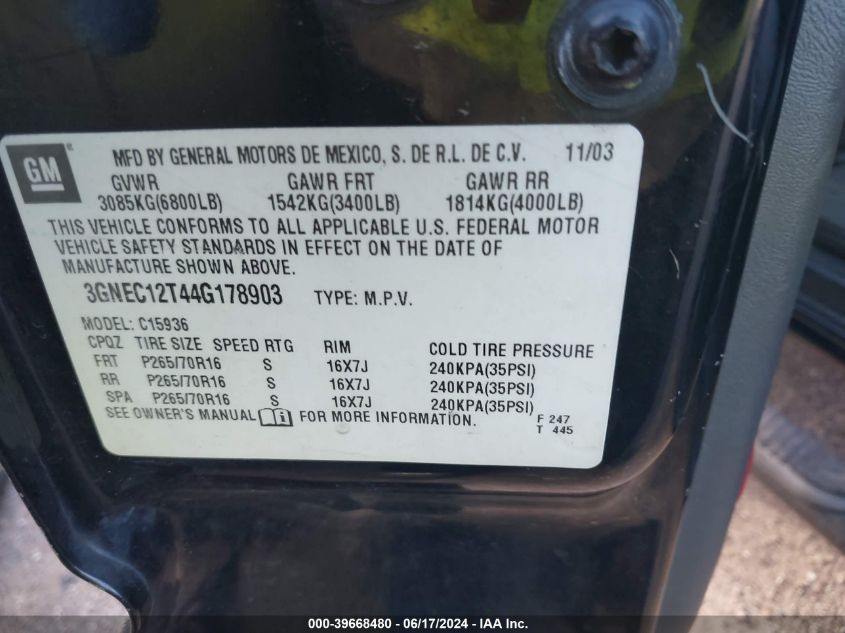 GM ®
MFD BY GENERAL MOTORS DE MEXICO, S. DE R.L. DE C.V. 11/03
GVWR GAWR FRT GAWR RR
3085KG(6800LB) 1542KG(3400LB) 1814KG(4000LB)
THIS VEHICLE CONFORMS TO ALL APPLICABLE U.S. FEDERAL MOTOR
VEHICLE SAFETY STANDARDS IN EFFECT ON THE DATE OF
MANUFACTURE SHOWN ABOVE.
3GNEC12T44G178903 TYPE: M.P.V.
MODEL: C15936
CPQZ TIRE SIZE SPEED RTG RIM COLD TIRE PRESSURE
FRT P265/70R16 S 16X7J 240KPA(35PSI)
RR P265/70R16 S 16X7J 240KPA(35PSI)
SPA P265/70R16 S 16X7J 240KPA(35PSI)
SEE OWNER'S MANUAL i FOR MORE INFORMATION. F 247
T 445
000-39668480 - 06/17/2024 - IAA Inc.